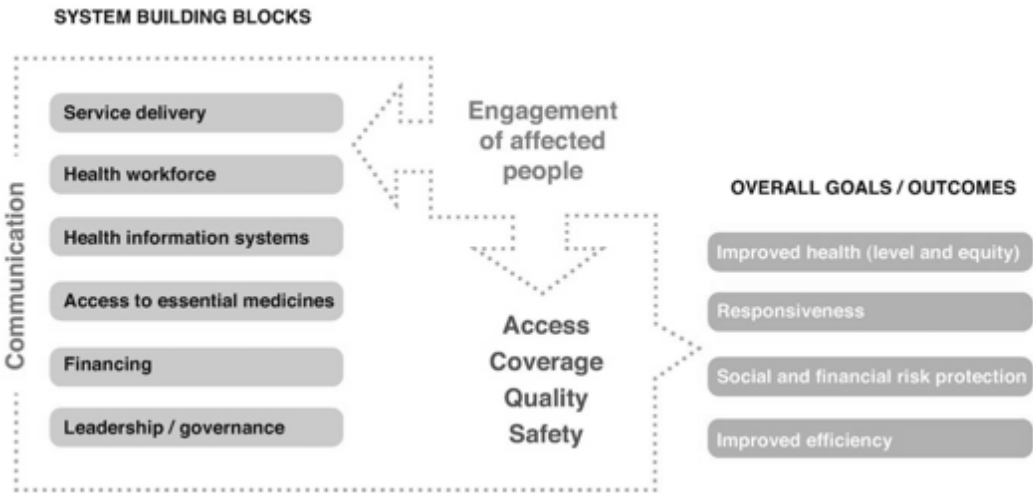 SYSTEM BUILDING BLOCKS
Communication
Service delivery
Health workforce
Health information systems
Access to essential medicines
Financing
Leadership / governance
Engagement
of affected
people
Access
Coverage
Quality
Safety
OVERALL GOALS / OUTCOMES
Improved health (level and equity)
Responsiveness
Social and financial risk protection
Improved efficiency